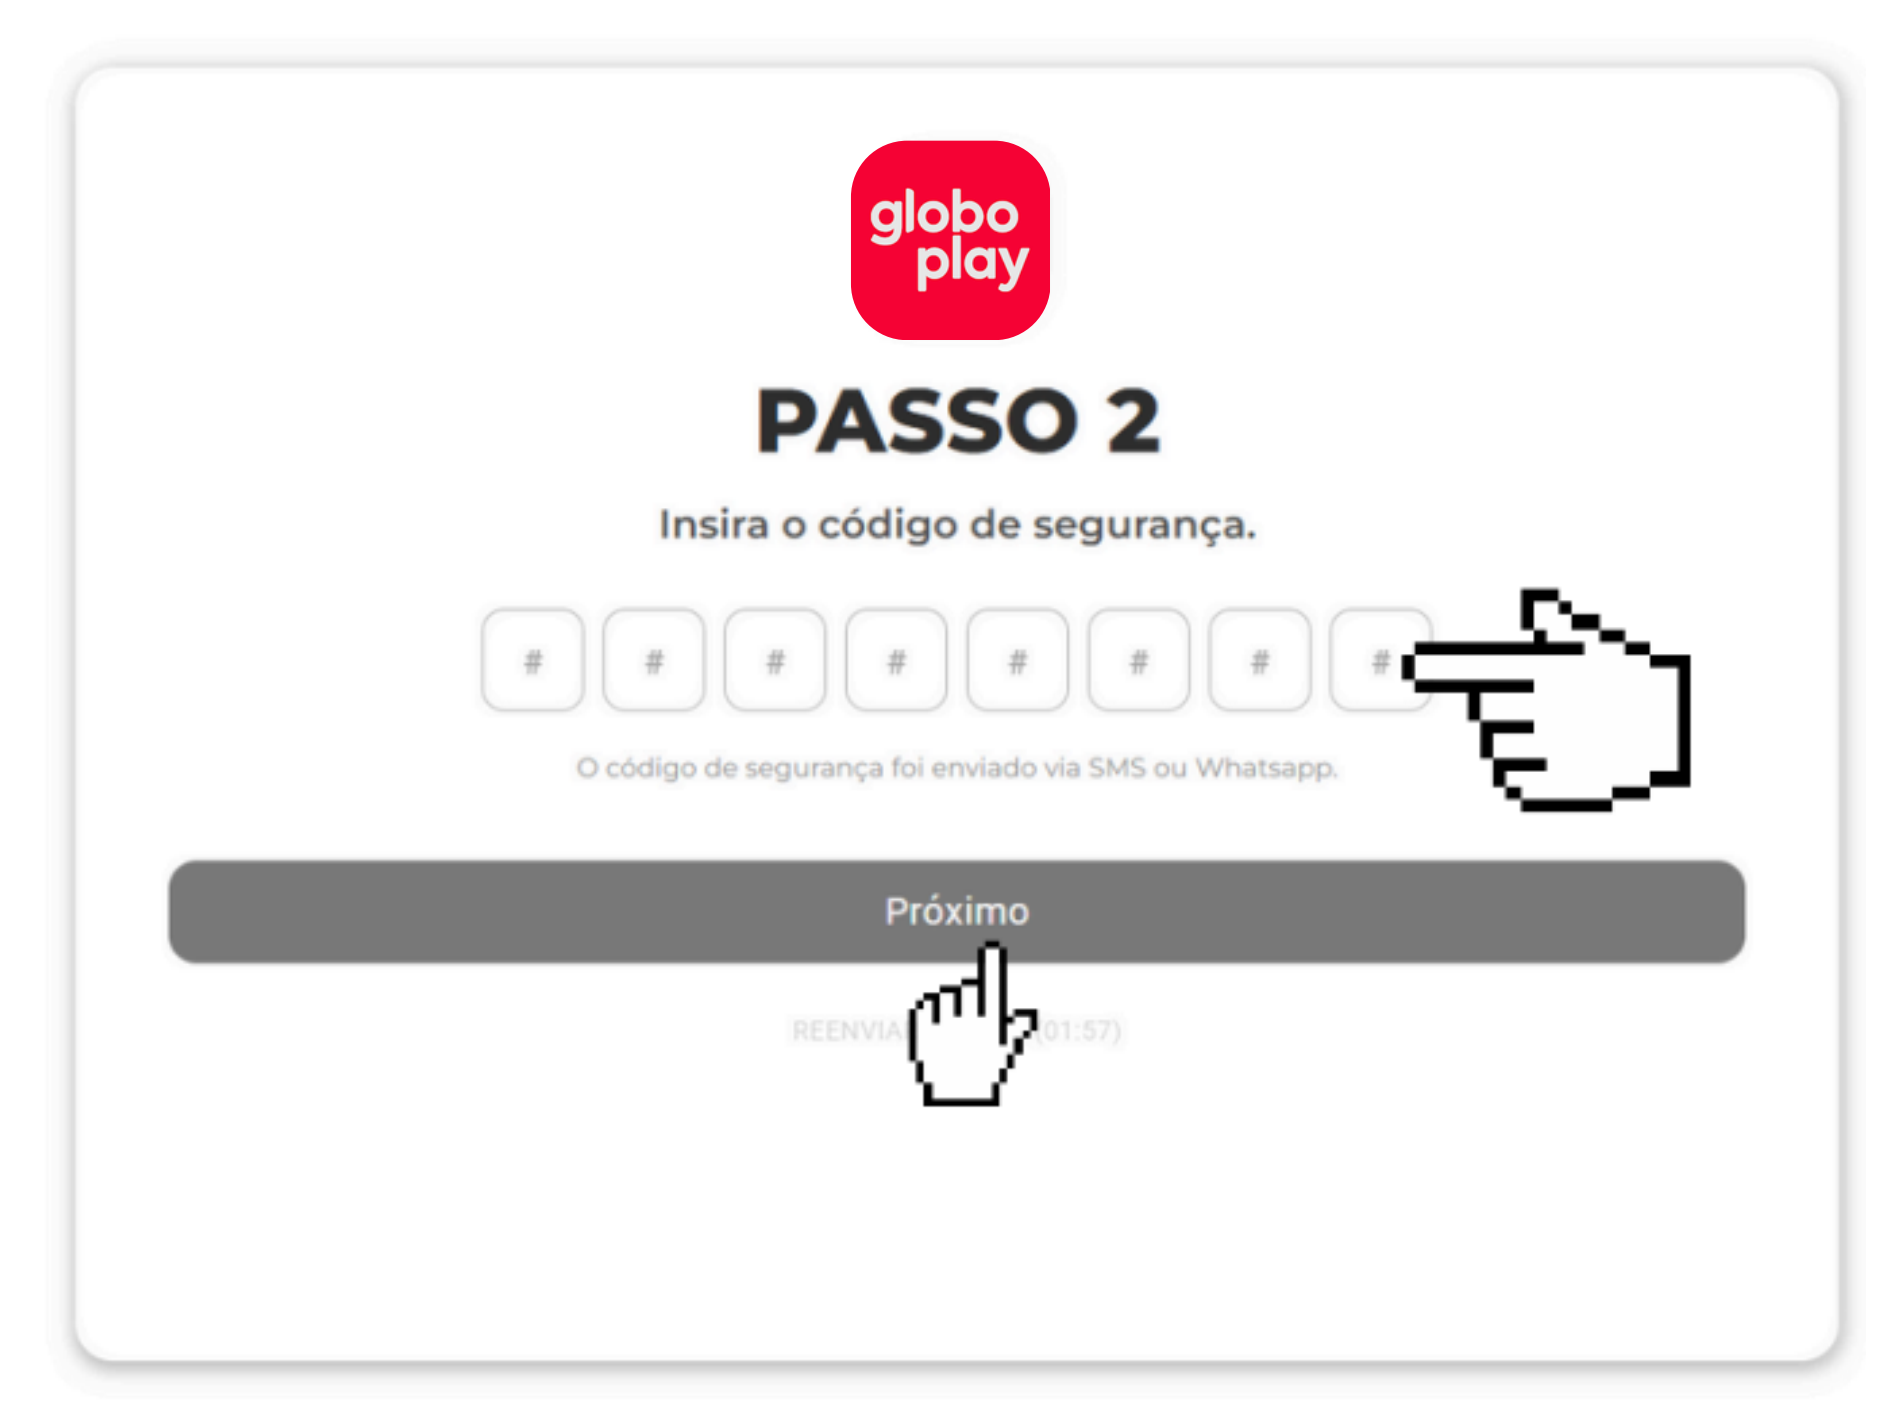 globo
play
PASSO 2
Insira o código de segurança.
# # # # # # # #
O código de segurança foi enviado via SMS ou Whatsapp.
Próximo
(01:57)